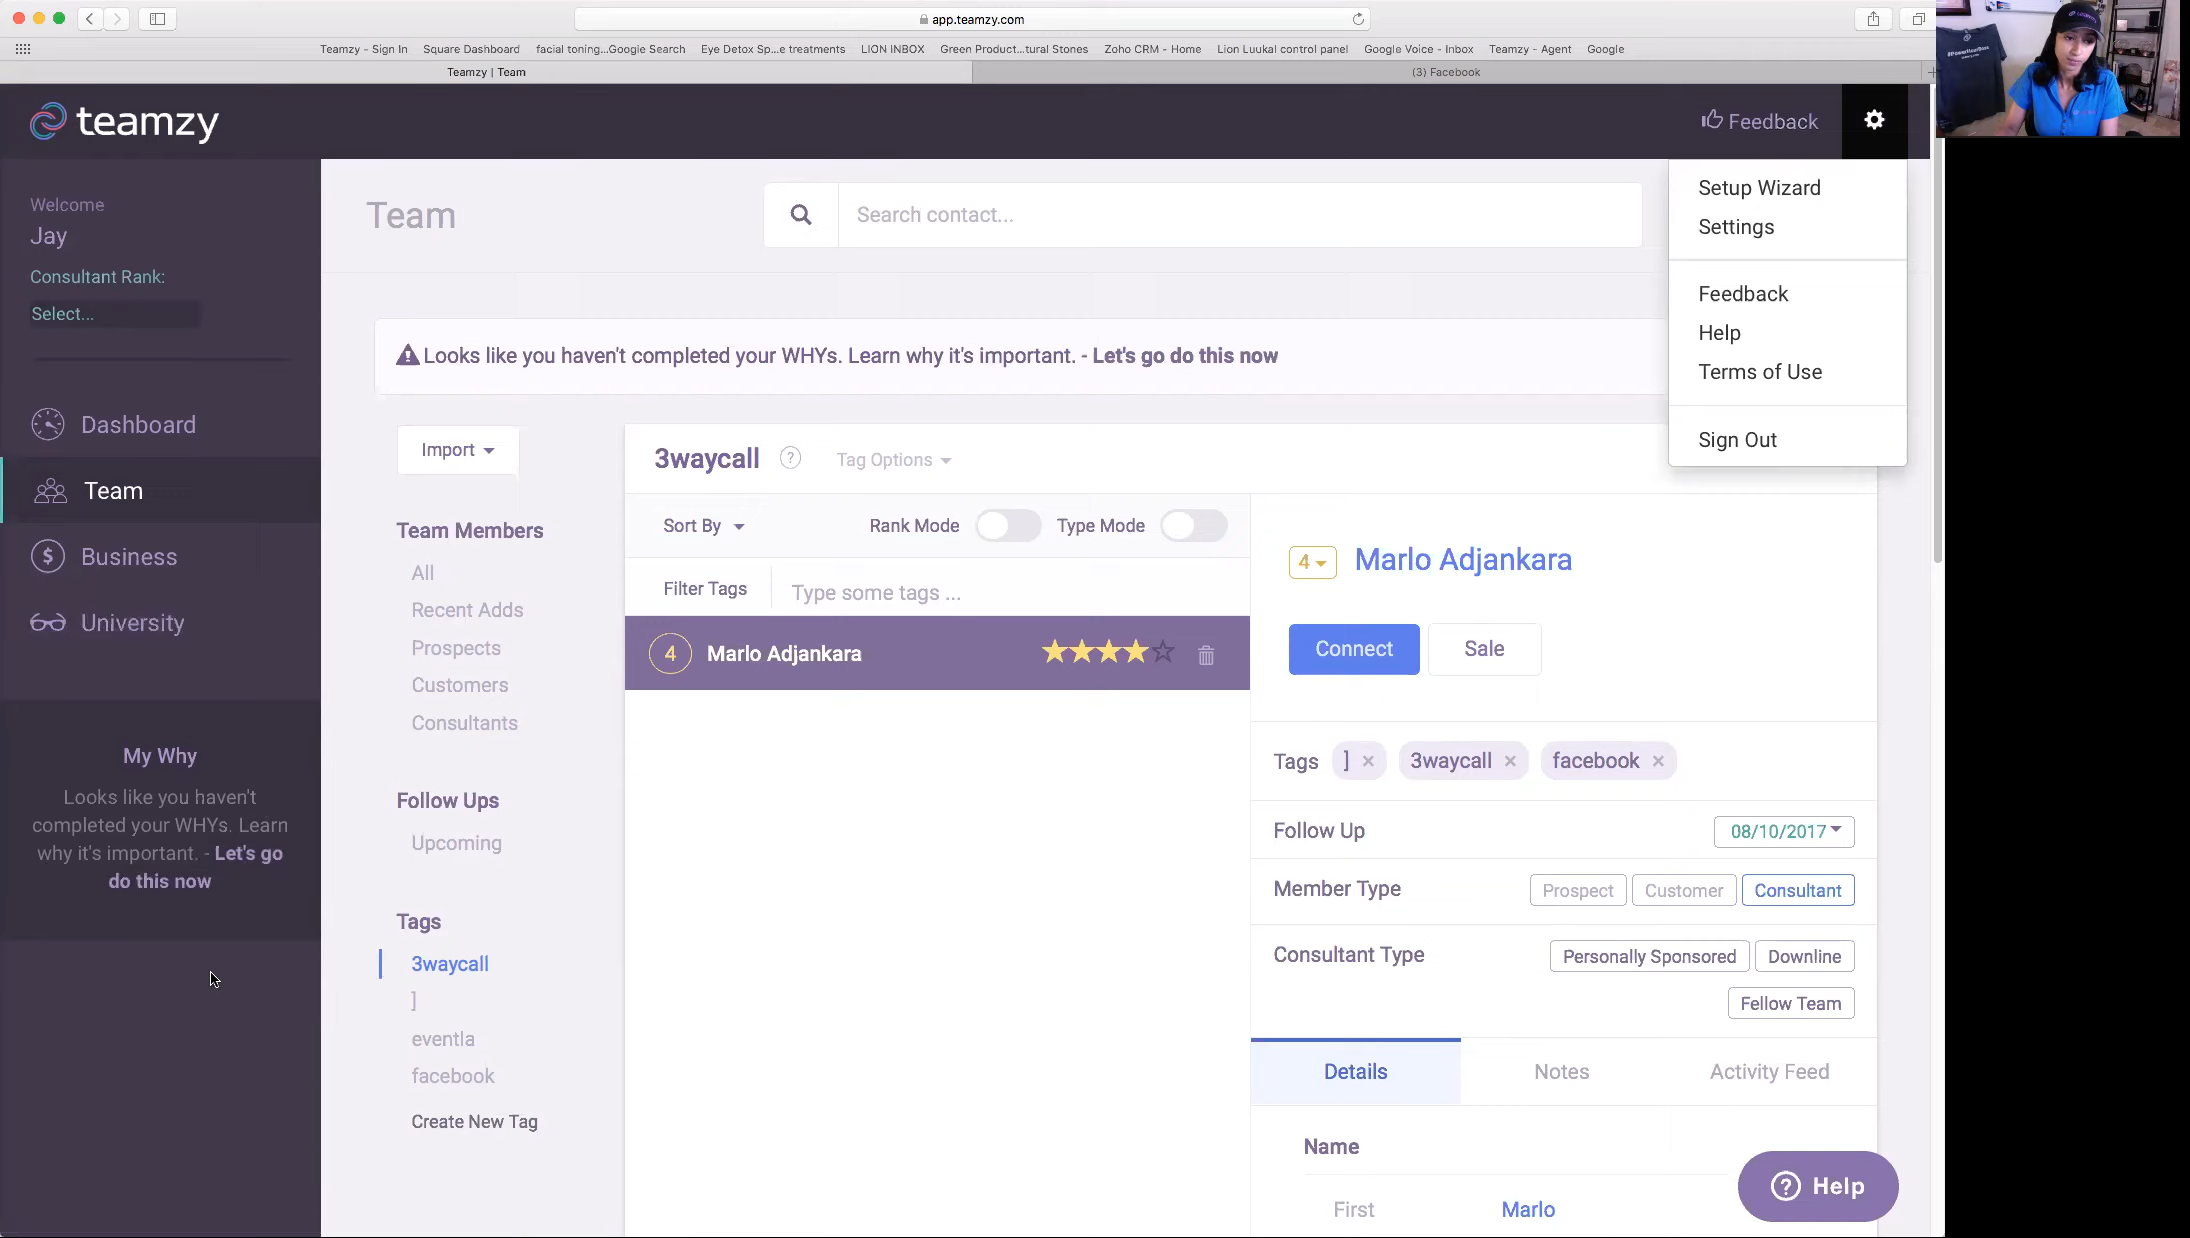 app.teamzy.com
Teamzy - Sign In Square Dashboard facial toning...Google Search Eye Detox Sp...e treatments LION INBOX Green Product...tural Stones Zoho CRM - Home Lion Luukal control panel Google Voice - Inbox Teamzy - Agent Google
Teamzy | Team (3) Facebook
teamzy
Feedback
Welcome
Jay
Consultant Rank:
Select...
Dashboard
Team
Business
University
My Why
Looks like you haven't
completed your WHYs. Learn
why it's important. - Let's go
do this now
Team
Search contact...
Setup Wizard
Settings
Feedback
Help
Terms of Use
Sign Out
Looks like you haven't completed your WHYs. Learn why it's important. - Let's go do this now
Import
Team Members
All
Recent Adds
Prospects
Customers
Consultants
Follow Ups
Upcoming
Tags
3waycall
]
eventla
facebook
Create New Tag
3waycall ? Tag Options
Sort By Rank Mode Type Mode
Filter Tags Type some tags ...
4 Marlo Adjankara
4 Marlo Adjankara
Connect Sale
Tags ] × 3waycall × facebook ×
Follow Up 08/10/2017
Member Type Prospect Customer Consultant
Consultant Type Personally Sponsored Downline
Fellow Team
Details Notes Activity Feed
Name
First Marlo
? Help